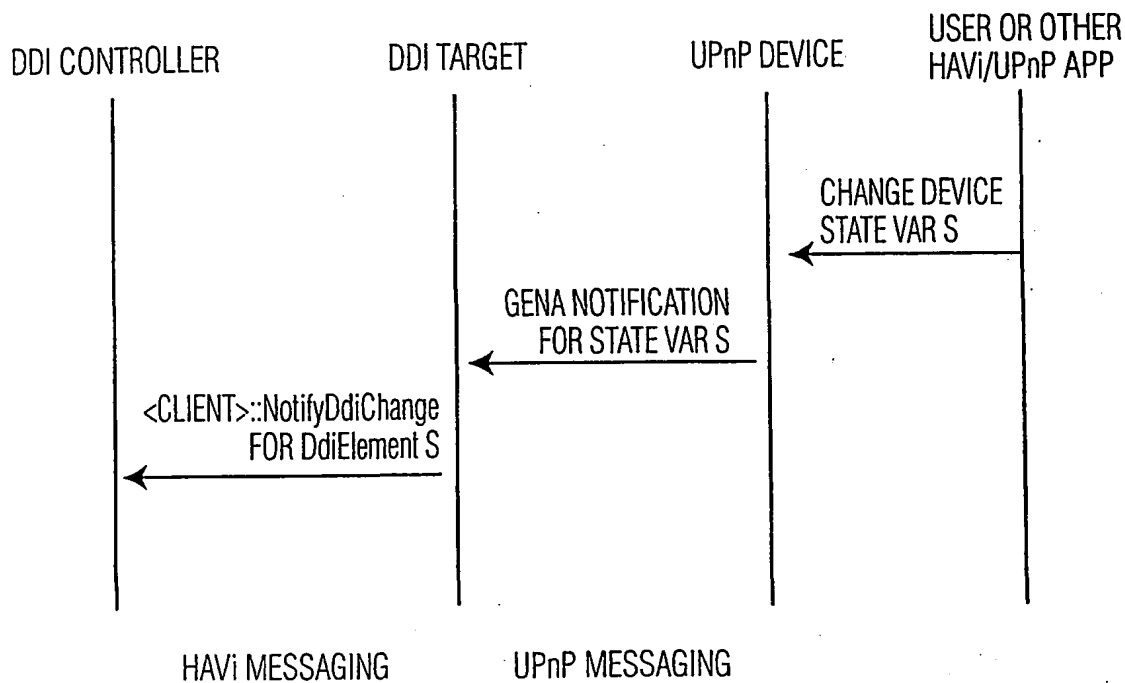 DDI CONTROLLER
DDI TARGET
UPnP DEVICE
USER OR OTHER
HAVi/UPnP APP
CHANGE DEVICE
STATE VAR S
GENA NOTIFICATION
FOR STATE VAR S
<CLIENT>::NotifyDdiChange
FOR DdiElement S
HAVi MESSAGING
UPnP MESSAGING